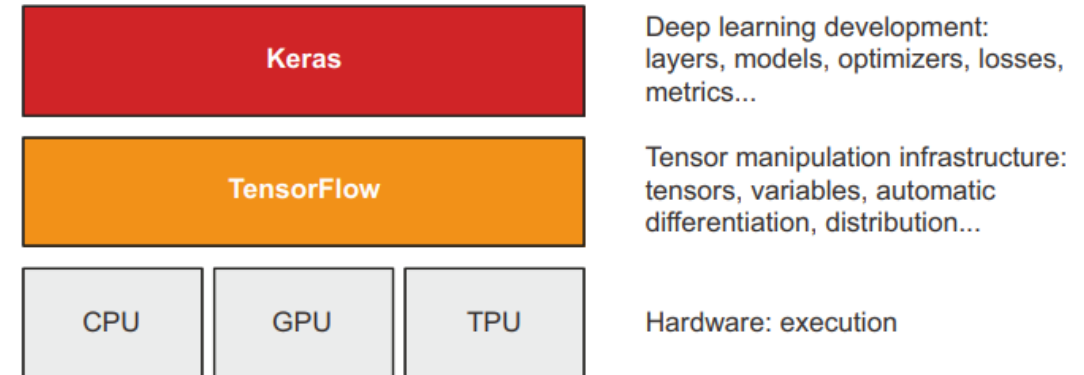 Keras
Deep learning development:
layers, models, optimizers, losses,
metrics...
TensorFlow
Tensor manipulation infrastructure:
tensors, variables, automatic
differentiation, distribution...
CPU
GPU
TPU
Hardware: execution